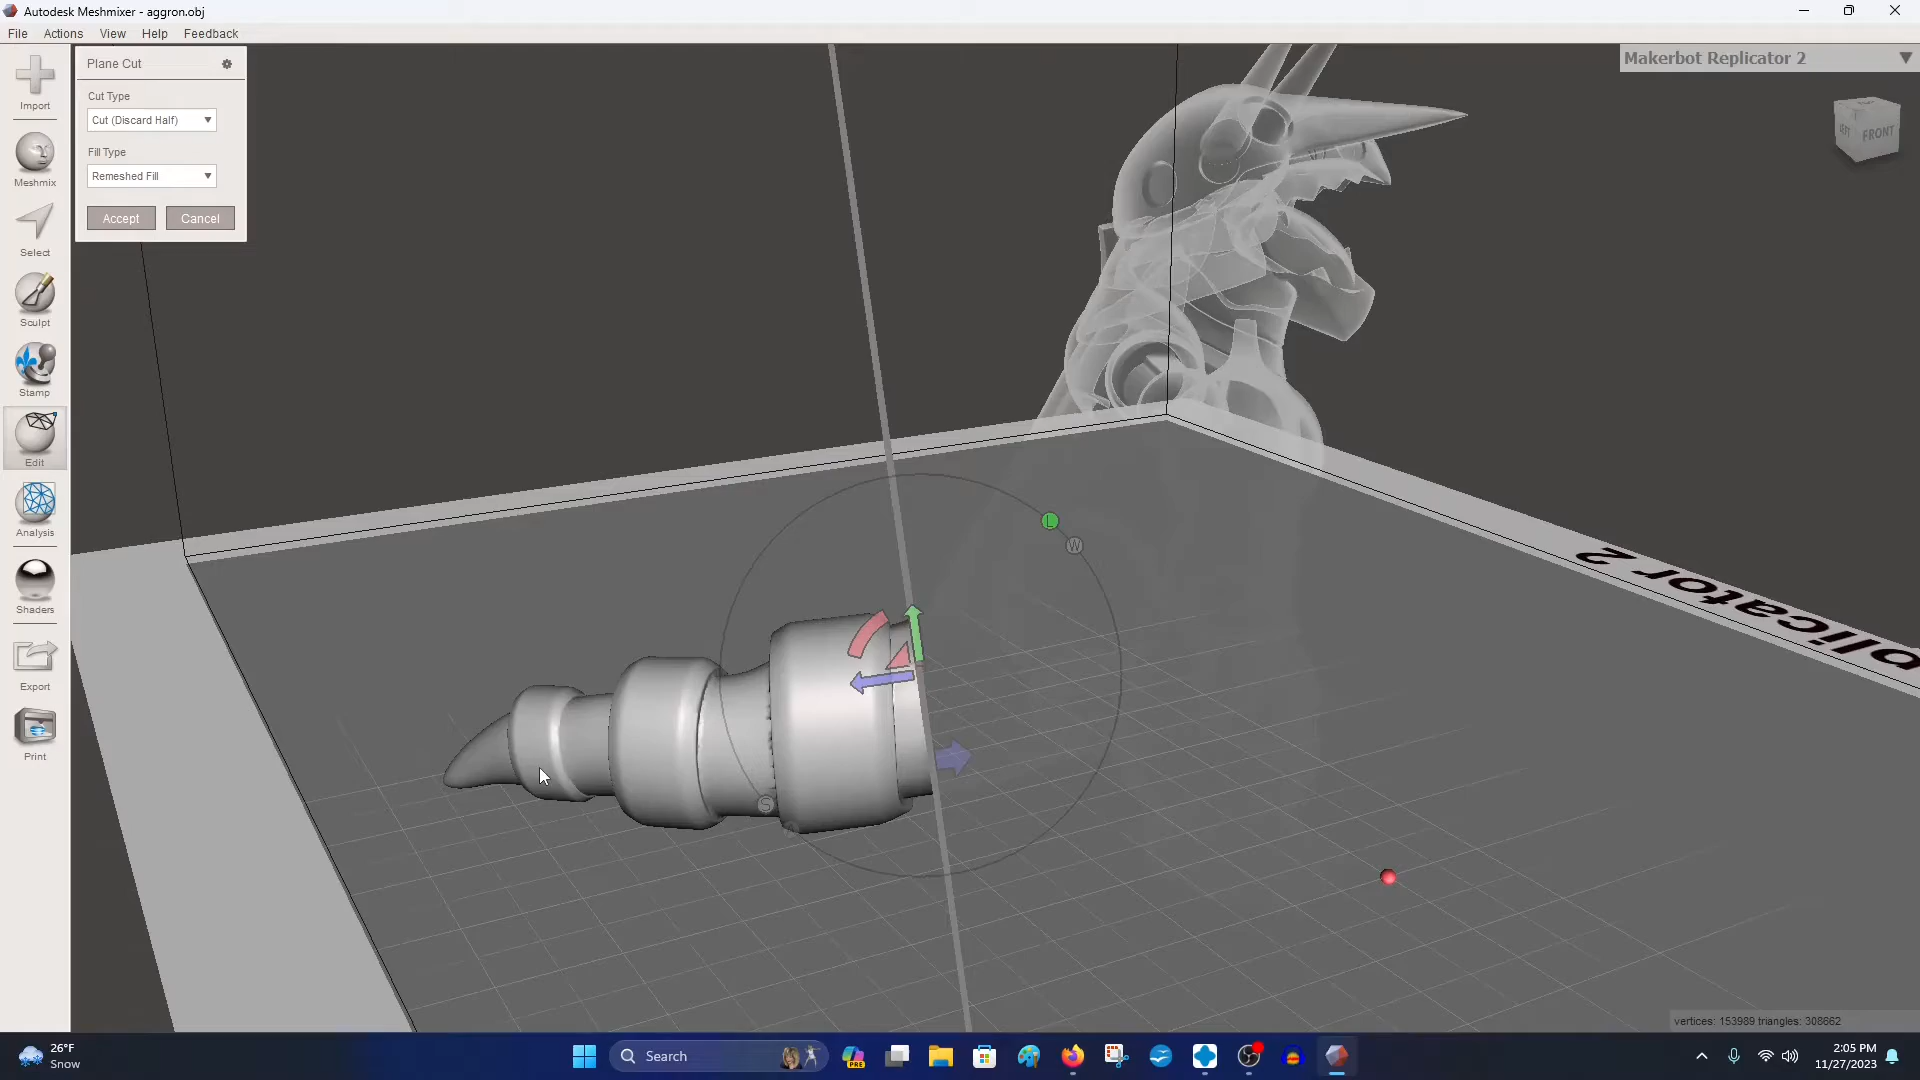 Autodesk Meshmixer - aggron.obj
File Actions View Help Feedback
Plane Cut
Cut Type
Cut (Discard Half)
Fill Type
Remeshed Fill
Accept Cancel
Import
Meshmix
Select
Sculpt
Stamp
Edit
Analysis
Shaders
Export
Print
Makerbot Replicator 2
LEFT FRONT
L
W
S
plicator 2
vertices: 153989 triangles: 308662
26°F
Snow
Search
PRE
2:05 PM
11/27/2023